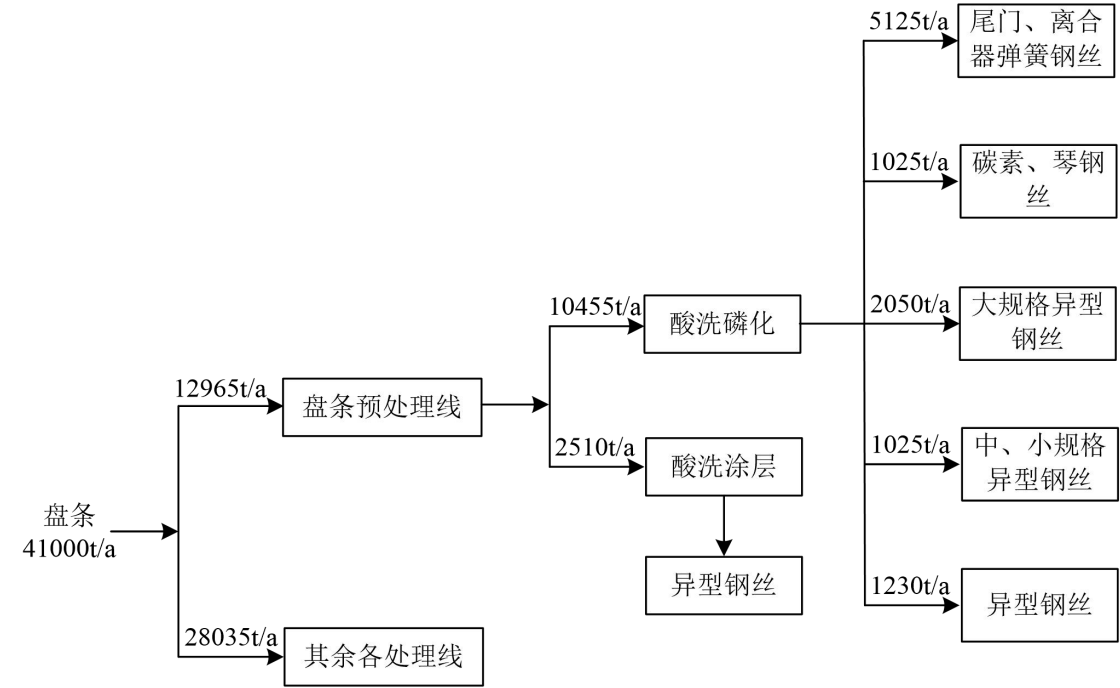 5125t/a
尾门、离合
器弹簧钢丝
1025t/a
碳素、琴钢
丝
10455t/a
酸洗磷化
2050t/a
大规格异型
钢丝
12965t/a
盘条预处理线
2510t/a
酸洗涂层
1025t/a
中、小规格
异型钢丝
盘条
41000t/a
异型钢丝
1230t/a
异型钢丝
28035t/a
其余各处理线